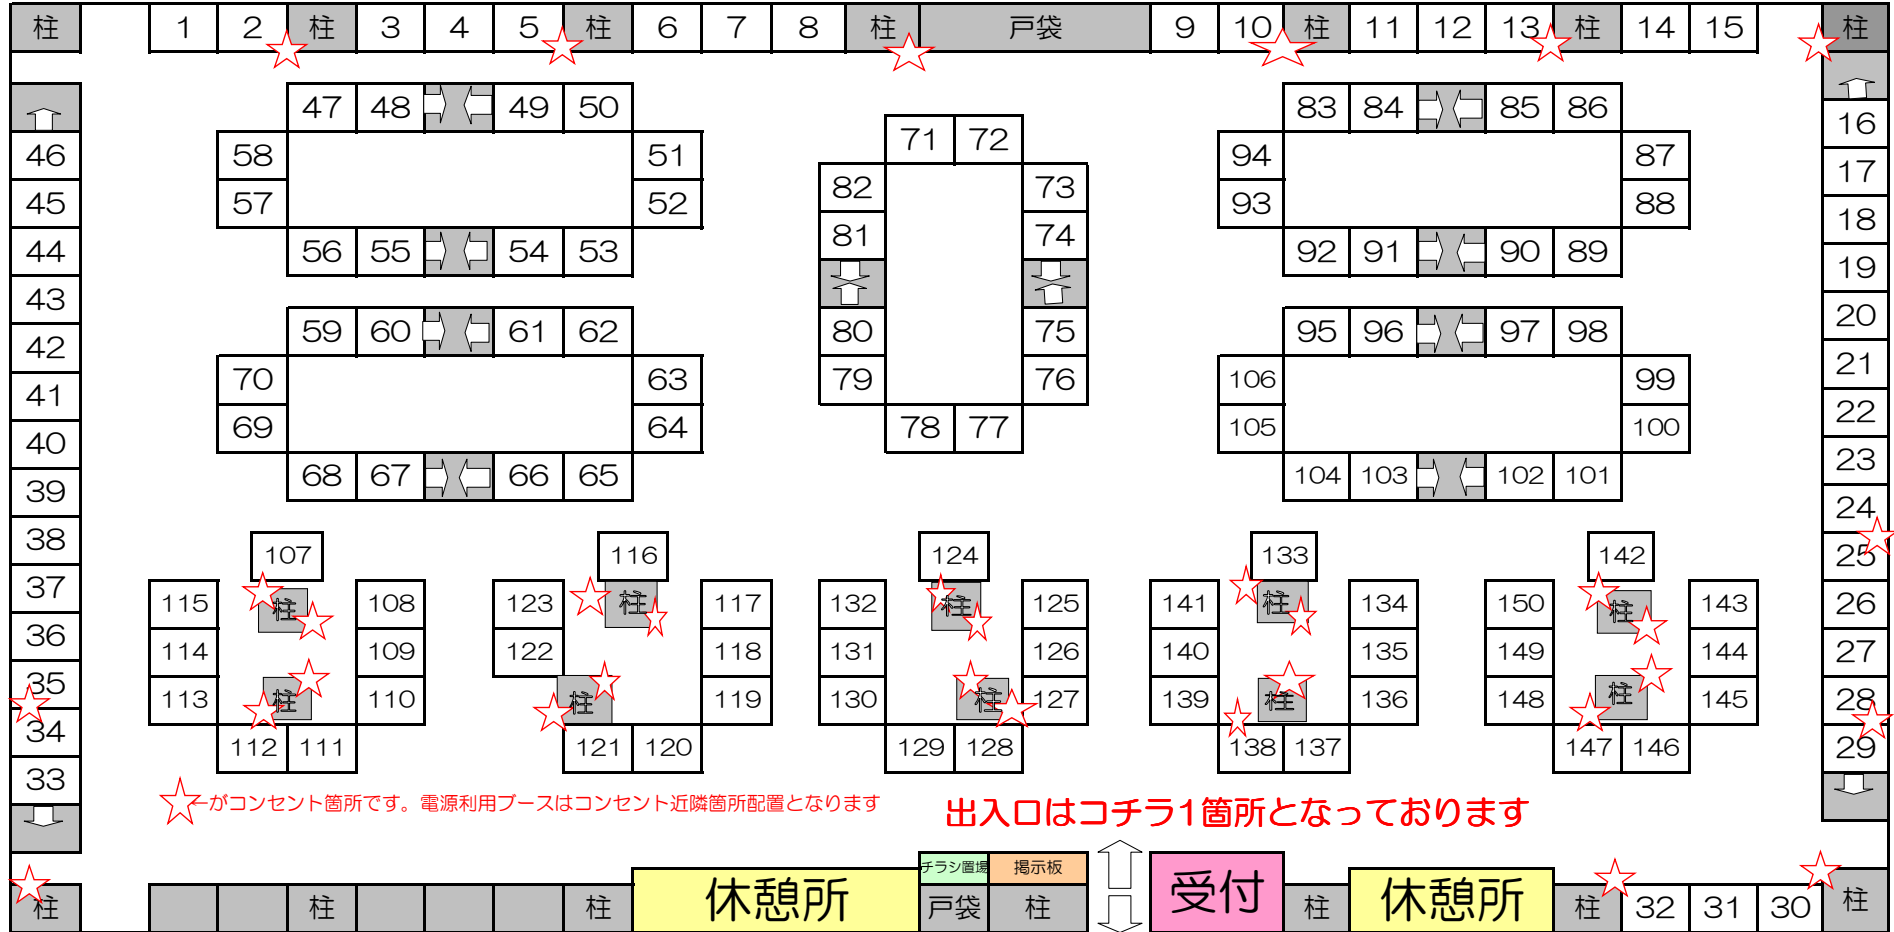 柱 1 2 柱 3 4 5 柱 6 7 8 柱 戸袋 9 10 柱 11 12 13 柱 14 15 柱
47 48 49 50 83 84 85 86
71 72 16
46 58 51 94 87
82 73 17
45 57 52 93 88
81 74 18
44 56 55 54 53 92 91 90 89
19
43
59 60 61 62 80 75 95 96 97 98 20
42
70 63 79 76 106 99 21
41
69 64 78 77 105 100 22
40
68 67 66 65 104 103 102 101 23
39
24
38 107 116 124 133 142 25
37
115 柱 108 123 柱 117 132 柱 125 141 柱 134 150 柱 143 26
36
114 109 122 118 131 126 140 135 149 144 27
35
113 柱 110 柱 119 130 柱 127 139 柱 136 148 柱 145 28
34
112 111 121 120 129 128 138 137 147 146 29
33
←がコンセント箇所です。電源利用ブースはコンセント近隣箇所配置となります
出入口はコチラ1箇所となっております
チラシ置場 掲示板
柱 柱 柱 休憩所 戸袋 柱 受付 柱 休憩所 柱 32 31 30 柱